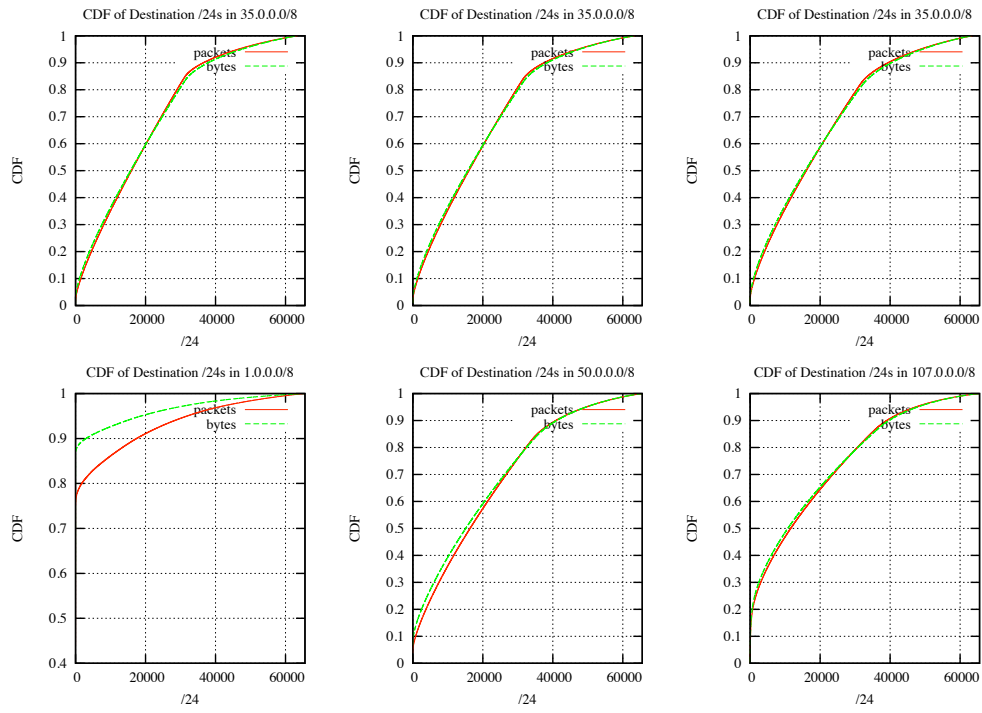 CDF of Destination /24s in 35.0.0.0/8
1
0.9
0.8
0.7
0.6
0.5
0.4
0.3
0.2
0.1
0
CDF
packets
bytes
0 20000 40000 60000
/24
CDF of Destination /24s in 35.0.0.0/8
1
0.9
0.8
0.7
0.6
0.5
0.4
0.3
0.2
0.1
0
CDF
packets
bytes
0 20000 40000 60000
/24
CDF of Destination /24s in 35.0.0.0/8
1
0.9
0.8
0.7
0.6
0.5
0.4
0.3
0.2
0.1
0
CDF
packets
bytes
0 20000 40000 60000
/24
CDF of Destination /24s in 1.0.0.0/8
1
0.9
0.8
0.7
0.6
0.5
0.4
CDF
packets
bytes
0 20000 40000 60000
/24
CDF of Destination /24s in 50.0.0.0/8
1
0.9
0.8
0.7
0.6
0.5
0.4
0.3
0.2
0.1
0
CDF
packets
bytes
0 20000 40000 60000
/24
CDF of Destination /24s in 107.0.0.0/8
1
0.9
0.8
0.7
0.6
0.5
0.4
0.3
0.2
0.1
0
CDF
packets
bytes
0 20000 40000 60000
/24